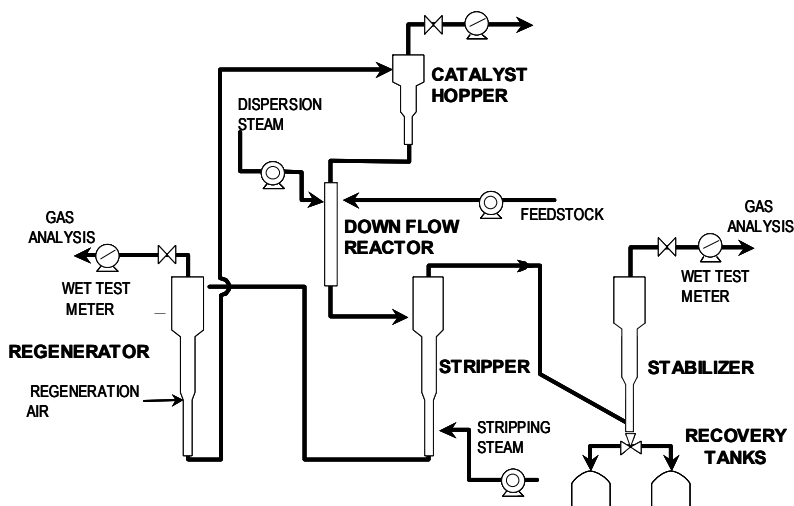 CATALYST
HOPPER
DISPERSION
STEAM
FEEDSTOCK
DOWN FLOW
REACTOR
GAS
ANALYSIS
WET TEST
METER
GAS
ANALYSIS
WET TEST
METER
REGENERATOR
STRIPPER
STABILIZER
REGENERATION
AIR
STRIPPING
STEAM
RECOVERY
TANKS